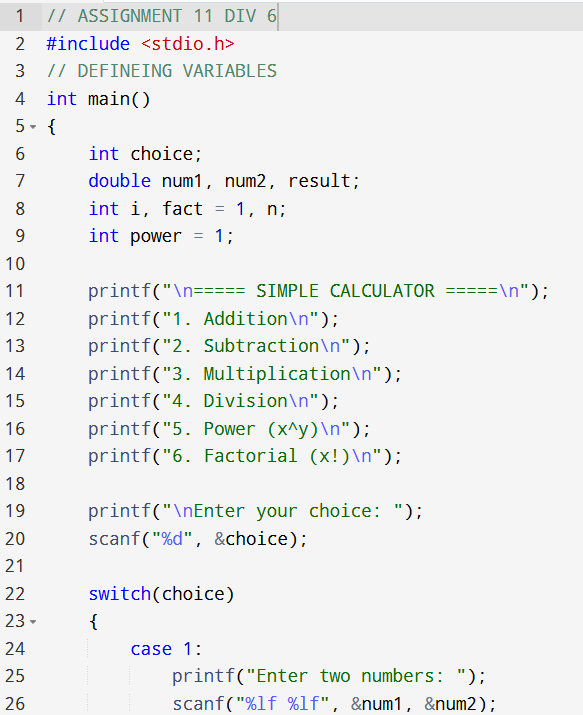 1 // ASSIGNMENT 11 DIV 6
2 #include <stdio.h>
3 // DEFINEING VARIABLES
4 int main()
5 {
6 int choice;
7 double num1, num2, result;
8 int i, fact = 1, n;
9 int power = 1;
10
11 printf("\n===== SIMPLE CALCULATOR =====\n");
12 printf("1. Addition\n");
13 printf("2. Subtraction\n");
14 printf("3. Multiplication\n");
15 printf("4. Division\n");
16 printf("5. Power (x^y)\n");
17 printf("6. Factorial (x!)\n");
18
19 printf("\nEnter your choice: ");
20 scanf("%d", &choice);
21
22 switch(choice)
23 {
24 case 1:
25 printf("Enter two numbers: ");
26 scanf("%lf %lf", &num1, &num2);